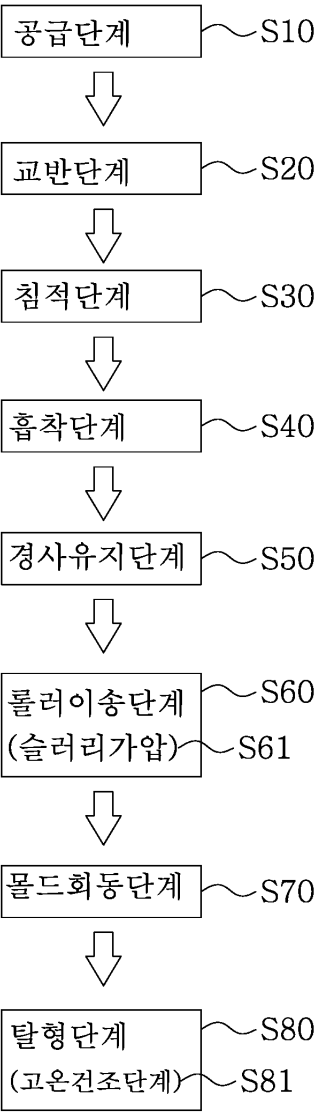 공급단계 S10
교반단계 S20
침적단계 S30
흡착단계 S40
경사유지단계 S50
롤러이송단계 S60
(슬러리가압) S61
몰드회동단계 S70
탈형단계 S80
(고온건조단계) S81